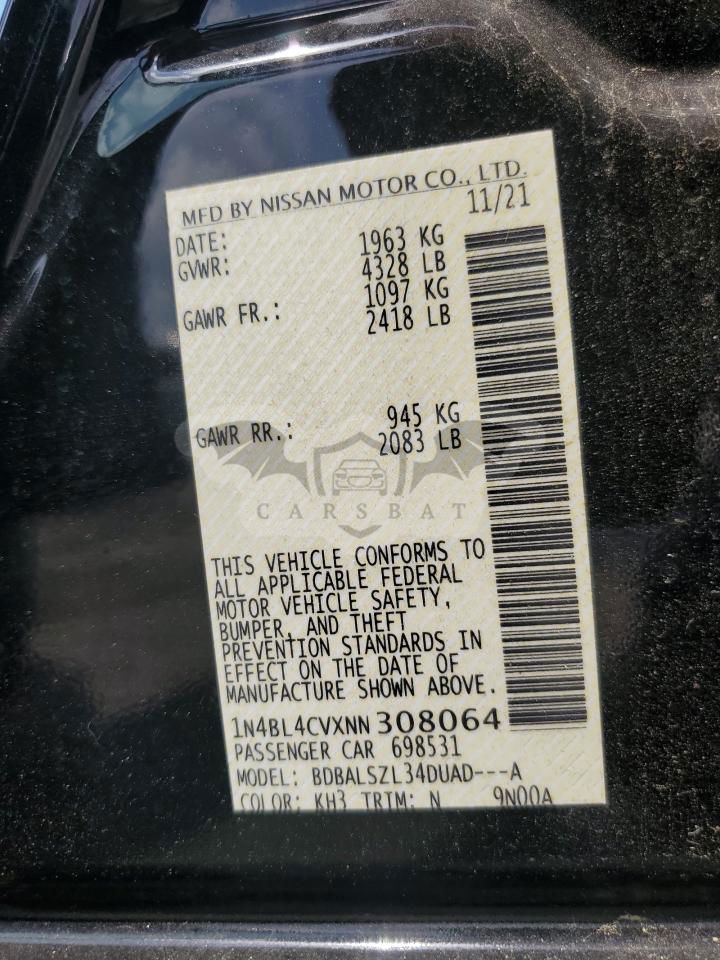 MFD BY NISSAN MOTOR CO., LTD.
DATE: 11/21
GVWR: 1963 KG
4328 LB
GAWR FR.: 1097 KG
2418 LB
GAWR RR.: 945 KG
2083 LB
CARSBAT
THIS VEHICLE CONFORMS TO
ALL APPLICABLE FEDERAL
MOTOR VEHICLE SAFETY,
BUMPER, AND THEFT
PREVENTION STANDARDS IN
EFFECT ON THE DATE OF
MANUFACTURE SHOWN ABOVE.
1N4BL4CVXNN308064
PASSENGER CAR 698531
MODEL: BDBALSZL34DUAD---A
COLOR: KH3 TRIM: N 9N00A